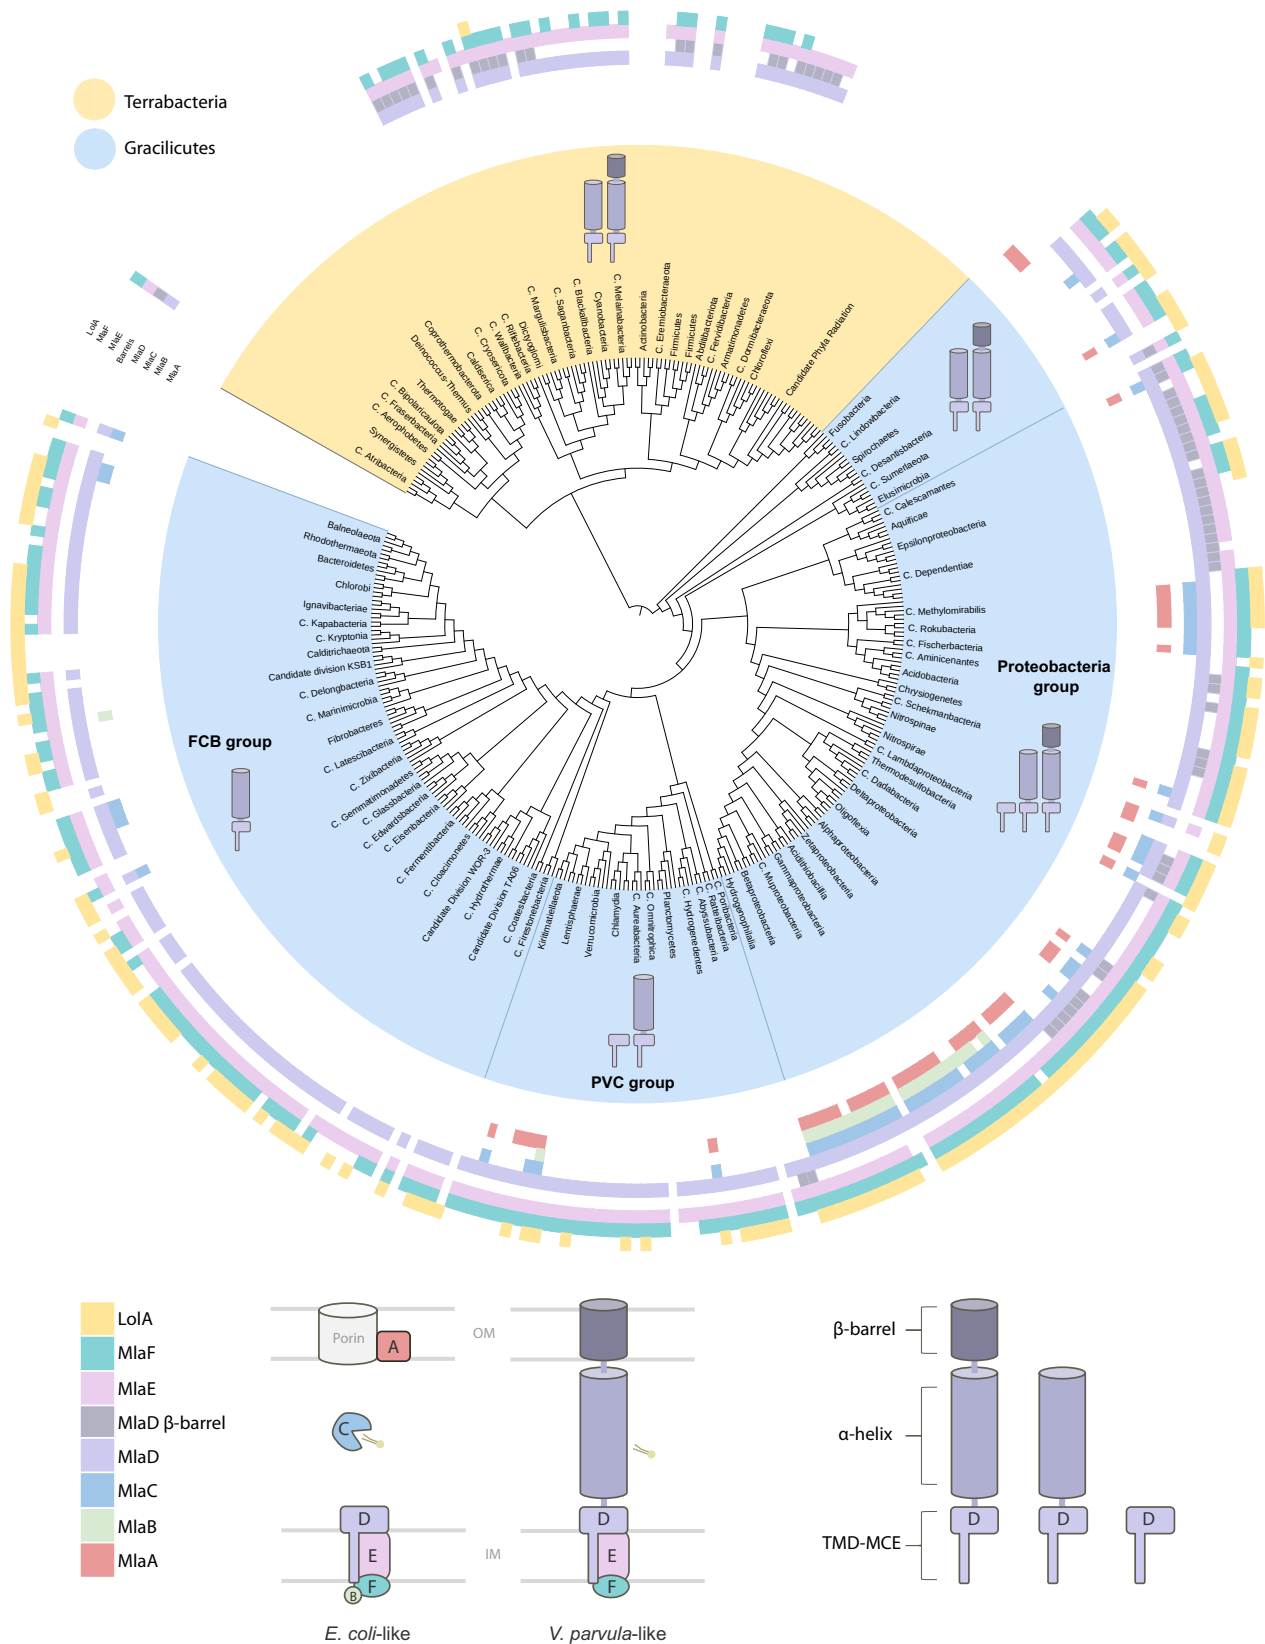 Terrabacteria
Gracilicutes
LolA
MlaF
MlaE
Barrels
MlaD
MlaC
MlaB
MlaA
C. Atribacteria
Synergistetes
C. Aerophobetes
C. Fraserbacteria
C. Bipolaricaulota
Thermotogae
Deinococcus-Thermus
Coprothermobacterota
Caldiserica
C. Cryosericota
C. Wallbacteria
C. Riflebacteria
Dictyoglomi
C. Margulisbacteria
C. Saganbacteria
C. Blackallbacteria
Cyanobacteria
C. Melainabacteria
Actinobacteria
C. Eremiobacteraeota
Firmicutes
Firmicutes
Abditibacteriota
C. Fervidibacteria
Armatimonadetes
C. Dormibacteraeota
Chloroflexi
Candidate Phyla Radiation
Fusobacteria
C. Lindowbacteria
Spirochaetes
C. Desantisbacteria
C. Sumerlaeota
Elusimicrobia
C. Calescamantes
Aquificae
Epsilonproteobacteria
C. Dependentiae
C. Methylomirabilis
C. Rokubacteria
C. Fischerbacteria
C. Aminicenantes
Acidobacteria
Chrysiogenetes
C. Schekmanbacteria
Nitrospinae
Nitrospirae
C. Lambdaproteobacteria
Thermodesulfobacteria
C. Dadabacteria
Deltaproteobacteria
Oligoflexia
Alphaproteobacteria
Zetaproteobacteria
Acidithiobacillia
Gammaproteobacteria
C. Muproteobacteria
Betaproteobacteria
Hydrogenophilalia
C. Poribacteria
C. Ratteibacteria
C. Abyssubacteria
C. Hydrogenedentes
Planctomycetes
C. Omnitrophica
C. Aureabacteria
Chlamydia
Verrucomicrobia
Lentisphaerae
Kiritimatiellaeota
C. Firestonebacteria
C. Coatesbacteria
Candidate Division TA06
C. Hydrothermae
Candidate Division WOR-3
C. Cloacimonetes
C. Fermentibacteria
C. Eisenbacteria
C. Edwardsbacteria
C. Glassbacteria
C. Gemmatimonadetes
C. Zixibacteria
C. Latescibacteria
Fibrobacteres
C. Marinimicrobia
C. Delongbacteria
Candidate division KSB1
Calditrichaeota
C. Kryptonia
C. Kapabacteria
Ignavibacteriae
Chlorobi
Bacteroidetes
Rhodothermaeota
Balneolaeota
Proteobacteria
group
FCB group
PVC group
LolA
MlaF
MlaE
MlaD β-barrel
MlaD
MlaC
MlaB
MlaA
Porin
A
OM
C
D
E
F
B
IM
E. coli-like
D
E
F
V. parvula-like
β-barrel
α-helix
TMD-MCE
D
D
D